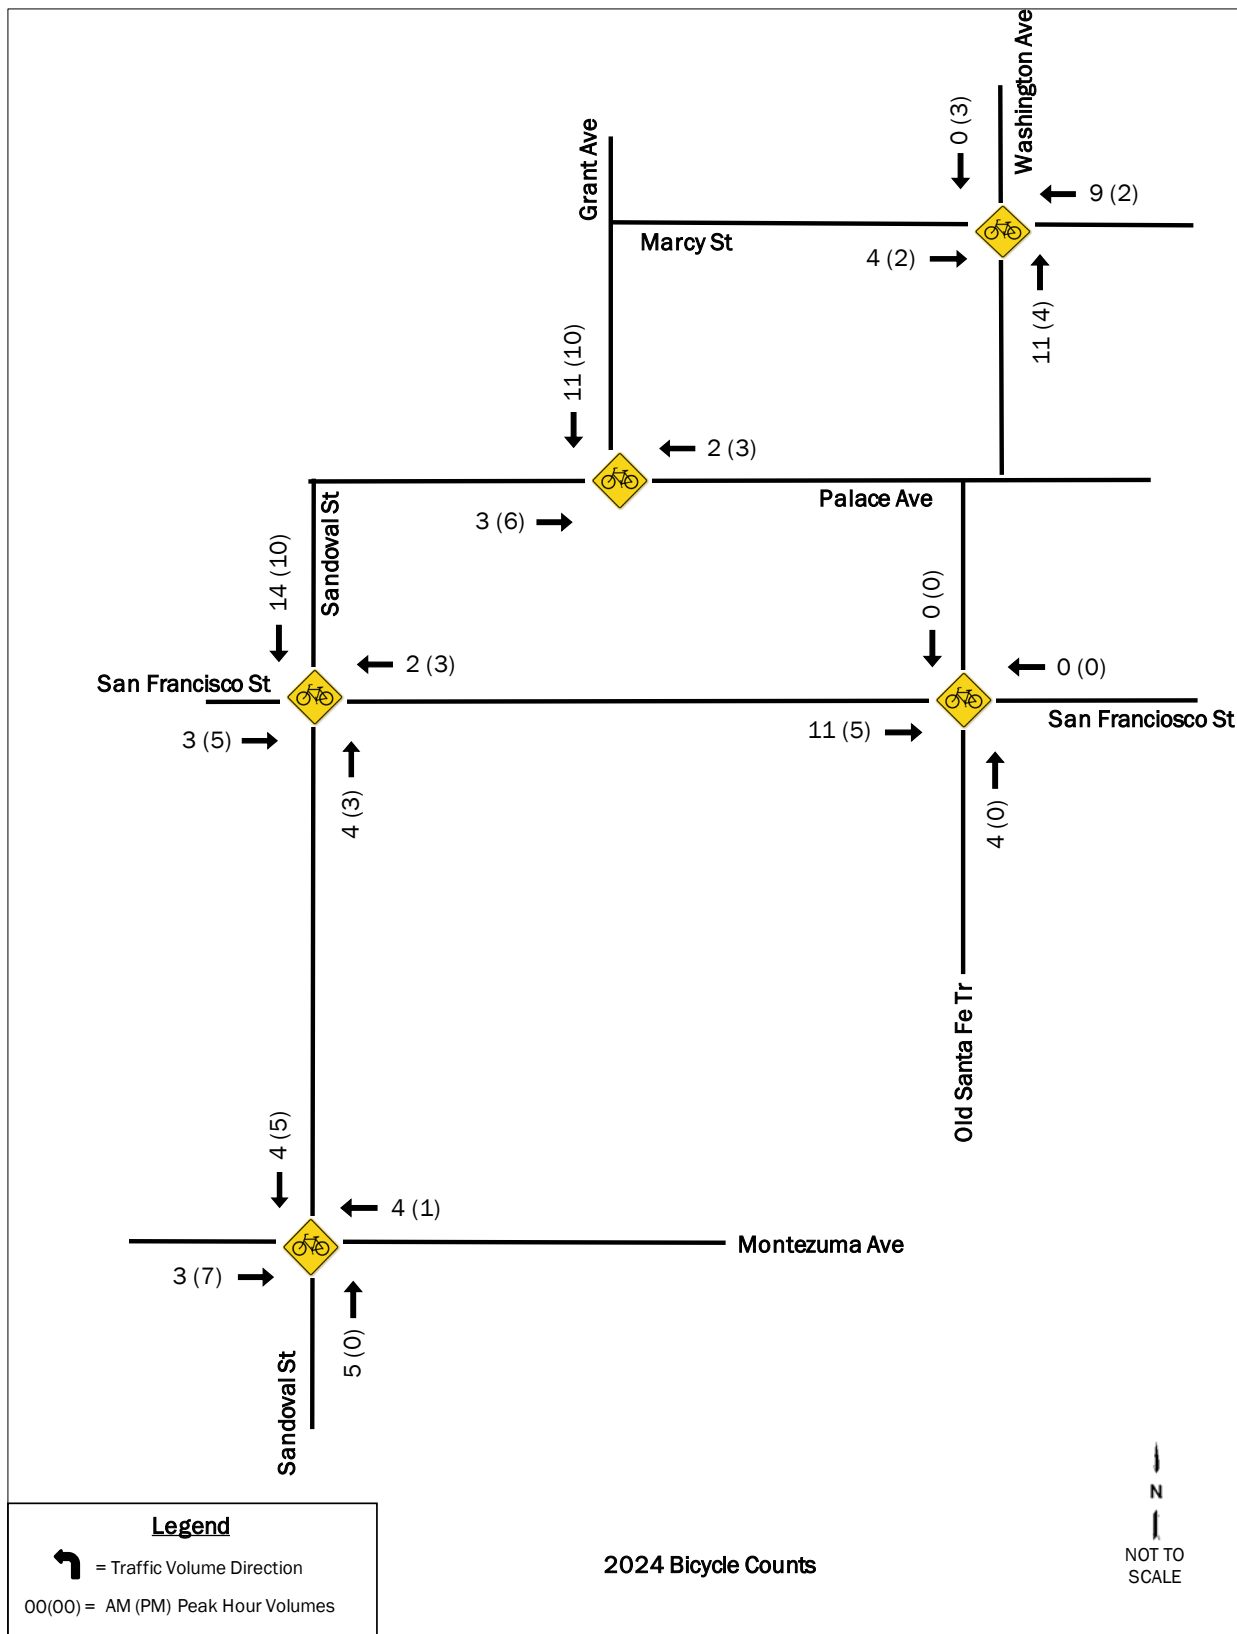 Washington Ave
0 (3)
Grant Ave
9 (2)
Marcy St
4 (2)
11 (4)
11 (10)
2 (3)
Palace Ave
3 (6)
Sandoval St
14 (10)
0 (0)
2 (3)
0 (0)
San Francisco St
San Franciosco St
3 (5)
11 (5)
4 (3)
4 (0)
Old Santa Fe Tr
4 (5)
4 (1)
Montezuma Ave
3 (7)
5 (0)
Sandoval St
N
NOT TO
SCALE
Legend
= Traffic Volume Direction
00(00) = AM (PM) Peak Hour Volumes
2024 Bicycle Counts